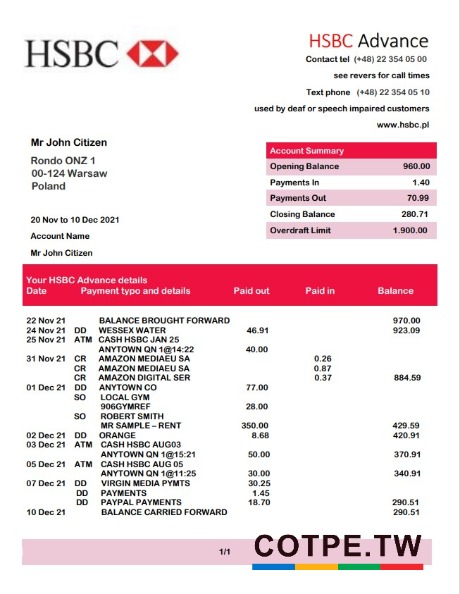 HSBC
HSBC Advance
Contact tel (+48) 22 354 05 00
see revers for call times
Text phone (+48) 22 354 05 10
used by deaf or speech impaired customers
www.hsbc.pl
Mr John Citizen
Rondo ONZ 1
00-124 Warsaw
Poland
20 Nov to 10 Dec 2021
Account Name
Mr John Citizen
Account Summary
Opening Balance 960.00
Payments In 1.40
Payments Out 70.99
Closing Balance 280.71
Overdraft Limit 1.900.00
Your HSBC Advance details
Date Payment typo and details Paid out Paid in Balance
22 Nov 21 BALANCE BROUGHT FORWARD 970.00
24 Nov 21 DD WESSEX WATER 46.91 923.09
25 Nov 21 ATM CASH HSBC JAN 25
ANYTOWN QN 1@14:22 40.00
31 Nov 21 CR AMAZON MEDIAEU SA 0.26
CR AMAZON MEDIAEU SA 0.87
CR AMAZON DIGITAL SER 0.37 884.59
01 Dec 21 DD ANYTOWN CO 77.00
SO LOCAL GYM
906GYMREF 28.00
SO ROBERT SMITH
MR SAMPLE – RENT 350.00 429.59
02 Dec 21 DD ORANGE 8.68 420.91
03 Dec 21 ATM CASH HSBC AUG03
ANYTOWN QN 1@15:21 50.00 370.91
05 Dec 21 ATM CASH HSBC AUG 05
ANYTOWN QN 1@11:25 30.00 340.91
07 Dec 21 DD VIRGIN MEDIA PYMTS 30.25
DD PAYMENTS 1.45
DD PAYPAL PAYMENTS 18.70 290.51
10 Dec 21 BALANCE CARRIED FORWARD 290.51
1/1
COTPE.TW